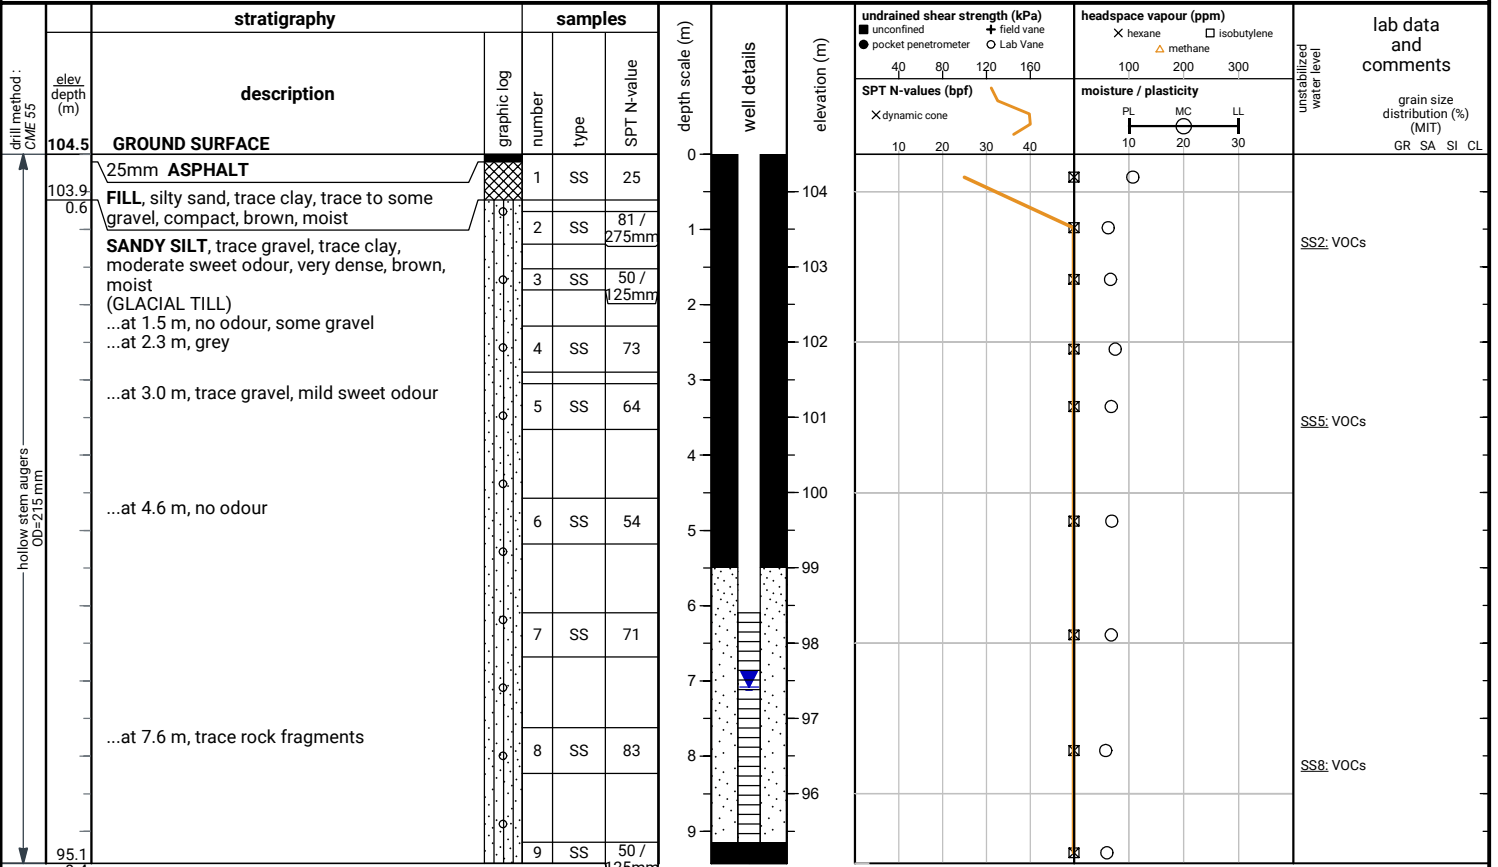 stratigraphy
samples
drill method :
CME 55
elev
depth
(m)
description
graphic log
number
type
SPT N-value
depth scale (m)
well details
elevation (m)
undrained shear strength (kPa)
unconfined
field vane
pocket penetrometer
Lab Vane
40 80 120 160
SPT N-values (bpf)
dynamic cone
10 20 30 40
headspace vapour (ppm)
hexane
isobutylene
methane
100 200 300
moisture / plasticity
PL MC LL
10 20 30
unstabilized
water level
lab data
and
comments
grain size
distribution (%)
(MIT)
GR SA SI CL
104.5 GROUND SURFACE
25mm ASPHALT
103.9
0.6
FILL, silty sand, trace clay, trace to some
gravel, compact, brown, moist
SANDY SILT, trace gravel, trace clay,
moderate sweet odour, very dense, brown,
moist
(GLACIAL TILL)
...at 1.5 m, no odour, some gravel
...at 2.3 m, grey
...at 3.0 m, trace gravel, mild sweet odour
...at 4.6 m, no odour
...at 7.6 m, trace rock fragments
95.1
hollow stem augers
OD=215 mm
1 SS 25
2 SS 81 /
275mm
3 SS 50 /
125mm
4 SS 73
5 SS 64
6 SS 54
7 SS 71
8 SS 83
9 SS 50 /
125mm
0
1
2
3
4
5
6
7
8
9
104
103
102
101
100
99
98
97
96
SS2: VOCs
SS5: VOCs
SS8: VOCs